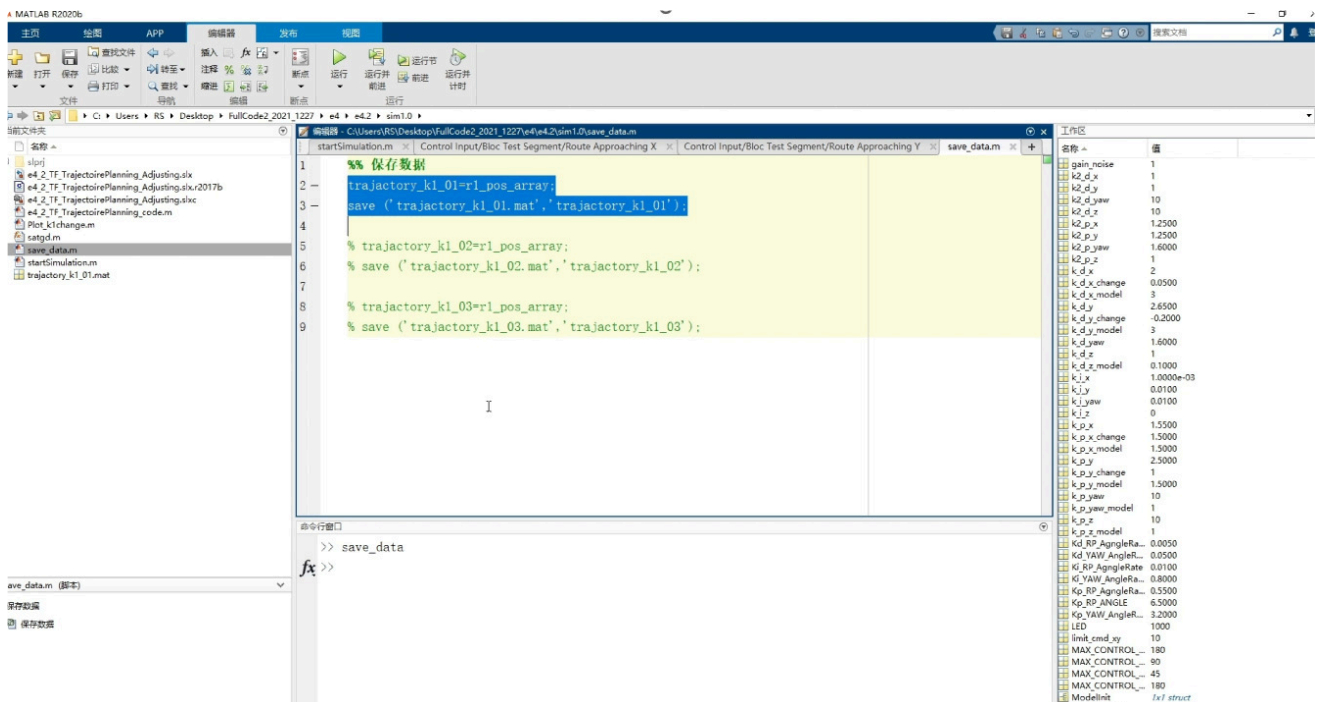 MATLAB R2020b
主页 绘图 APP 编辑器 发布 视图 搜索文档
新建 打开 保存 查找文件 比较 打印 转至 查找 插入 fx 注释 % 缩进 断点 运行 运行并前进 运行节 前进 运行并计时
文件 导航 编辑 断点 运行
C: Users RS Desktop FullCode2_2021_1227 e4 e4.2 sim1.0
当前文件夹
名称
slprj
e4_2_TF_TrajectoirePlanning_Adjusting.slx
e4_2_TF_TrajectoirePlanning_Adjusting.slx.r2017b
e4_2_TF_TrajectoirePlanning_Adjusting.slxc
e4_2_TF_TrajectoirePlanning_code.m
Plot_k1change.m
satgd.m
save_data.m
startSimulation.m
trajactory_k1_01.mat
save_data.m (脚本)
保存数据
保存数据
编辑器 - C:\Users\RS\Desktop\FullCode2_2021_1227\e4\e4.2\sim1.0\save_data.m
startSimulation.m Control Input/Bloc Test Segment/Route Approaching X Control Input/Bloc Test Segment/Route Approaching Y save_data.m
1 %% 保存数据
2 trajactory_k1_01=r1_pos_array;
3 save ('trajactory_k1_01.mat','trajactory_k1_01');
4
5 % trajactory_k1_02=r1_pos_array;
6 % save ('trajactory_k1_02.mat','trajactory_k1_02');
7
8 % trajactory_k1_03=r1_pos_array;
9 % save ('trajactory_k1_03.mat','trajactory_k1_03');
命令行窗口
>> save_data
fx >>
工作区
名称 值
gain_noise 1
k2_d_x 1
k2_d_y 1
k2_d_yaw 10
k2_d_z 10
k2_p_x 1.2500
k2_p_y 1.2500
k2_p_yaw 1.6000
k2_p_z 1
k_d_x 2
k_d_x_change 0.0500
k_d_x_model 3
k_d_y 2.6500
k_d_y_change -0.2000
k_d_y_model 3
k_d_yaw 1.6000
k_d_z 1
k_d_z_model 0.1000
k_i_x 1.0000e-03
k_i_y 0.0100
k_i_yaw 0.0100
k_i_z 0
k_p_x 1.5500
k_p_x_change 1.5000
k_p_x_model 1.5000
k_p_y 2.5000
k_p_y_change 1
k_p_y_model 1.5000
k_p_yaw 10
k_p_yaw_model 1
k_p_z 10
k_p_z_model 1
Kd_RP_AgngleRa... 0.0050
Kd_YAW_AngleR... 0.0500
Ki_RP_AgngleRate 0.0100
Ki_YAW_AngleRa... 0.8000
Kp_RP_AgngleRa... 0.5500
Kp_RP_ANGLE 6.5000
Kp_YAW_AngleR... 3.2000
LED 1000
limit_cmd_xy 10
MAX_CONTROL_... 180
MAX_CONTROL_... 90
MAX_CONTROL_... 45
MAX_CONTROL_... 180
ModelInit 1x1 struct